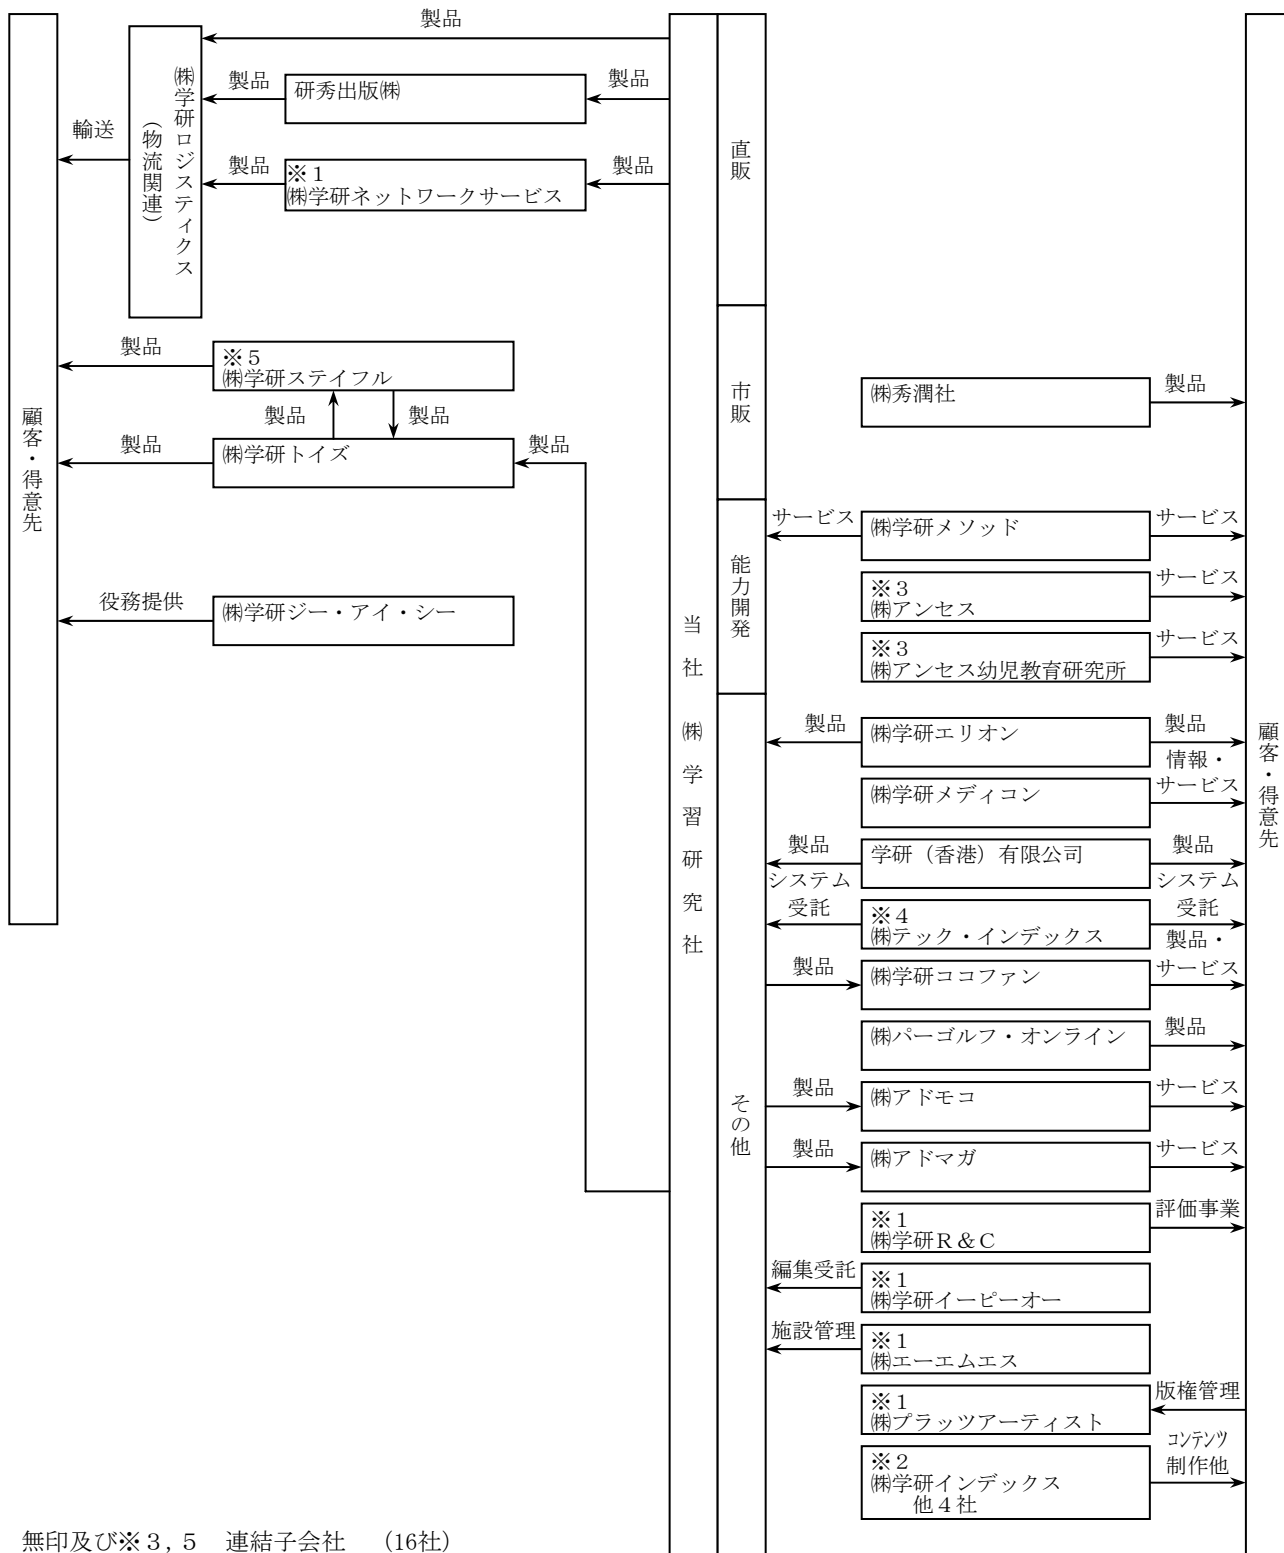 製品
㈱学研ロジスティクス
（物流関連）
製品
研秀出版㈱
製品
輸送
製品
※１
㈱学研ネットワークサービス
製品
直販
製品
※５
㈱学研ステイフル
製品
製品
市販
㈱秀潤社
製品
顧客・得意先
製品
㈱学研トイズ
製品
能力開発
サービス
㈱学研メソッド
サービス
※３
㈱アンセス
サービス
※３
㈱アンセス幼児教育研究所
サービス
役務提供
㈱学研ジー・アイ・シー
当社　㈱学習研究社
その他
顧客・得意先
製品
㈱学研エリオン
製品
㈱学研メディコン
情報・
サービス
製品
学研（香港）有限公司
製品
システム
受託
※４
㈱テック・インデックス
システム
受託
製品
㈱学研ココファン
製品・
サービス
㈱パーゴルフ・オンライン
製品
製品
㈱アドモコ
サービス
製品
㈱アドマガ
サービス
※１
㈱学研Ｒ＆Ｃ
評価事業
編集受託
※１
㈱学研イーピーオー
施設管理
※１
㈱エーエムエス
※１
㈱プラッツアーティスト
版権管理
※２
㈱学研インデックス
他４社
コンテンツ
制作他
無印及び※３，５　連結子会社　（16社）